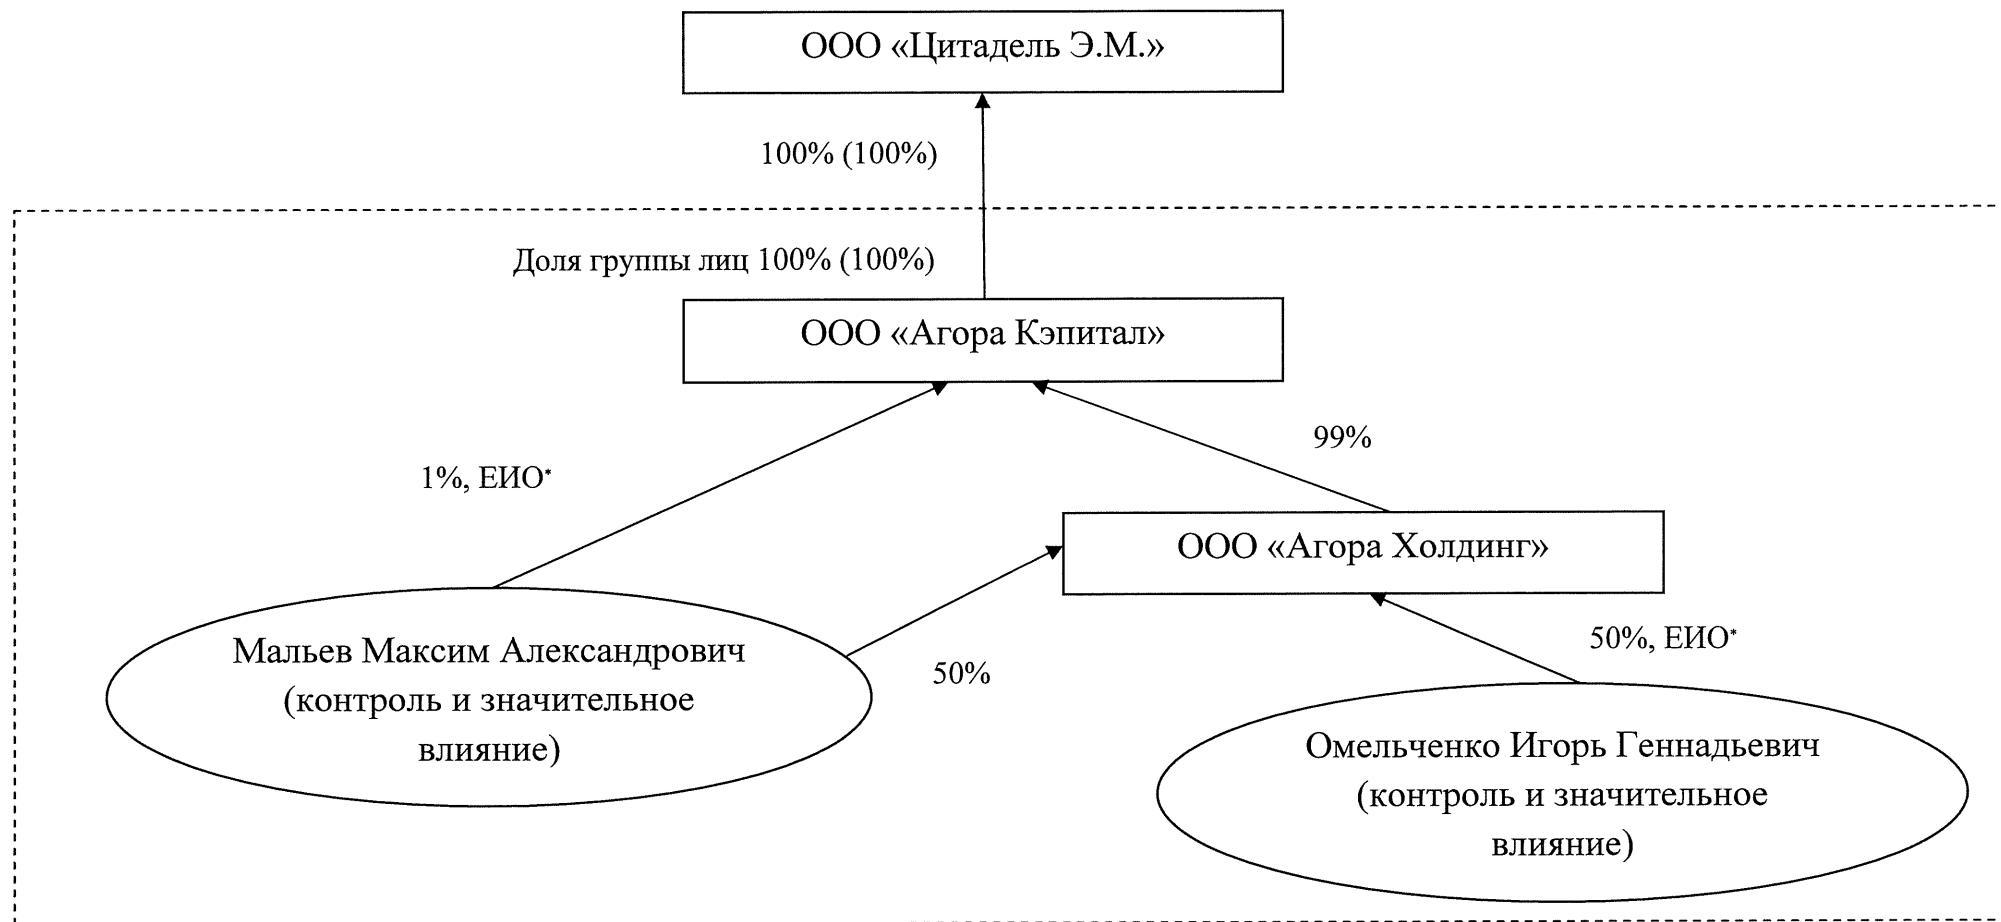 ООО «Цитадель Э.М.»
100% (100%)
Доля группы лиц 100% (100%)
ООО «Агора Кэпитал»
99%
1%, ЕИО*
ООО «Агора Холдинг»
50%, ЕИО*
Мальев Максим Александрович
(контроль и значительное
влияние)
50%
Омельченко Игорь Геннадьевич
(контроль и значительное
влияние)